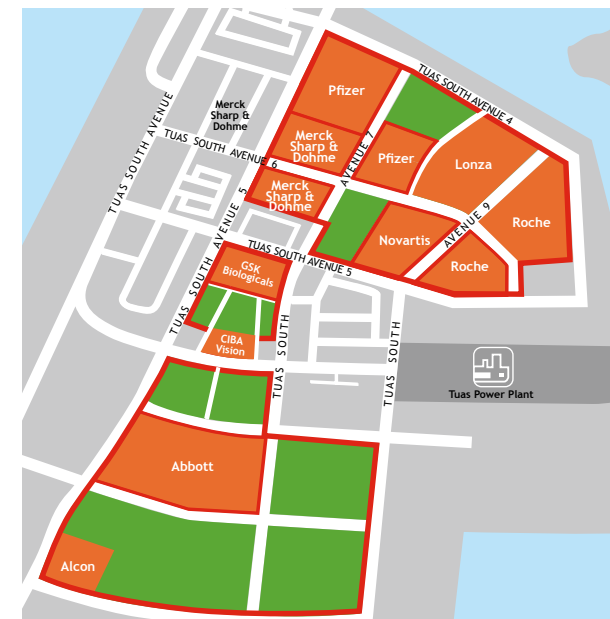 TUAS SOUTH AVENUE 4
Pfizer
TUAS SOUTH AVENUE
Merck
Sharp &
Dohme
TUAS SOUTH AVENUE 6
Merck
Sharp &
Dohme
AVENUE 7
Pfizer
Lonza
Merck
Sharp &
Dohme
Roche
AVENUE 9
Novartis
TUAS SOUTH AVENUE 5
TUAS SOUTH AVENUE 5
Roche
GSK
Biologicals
CIBA
Vision
TUAS SOUTH
TUAS SOUTH
Tuas Power Plant
Abbott
Alcon